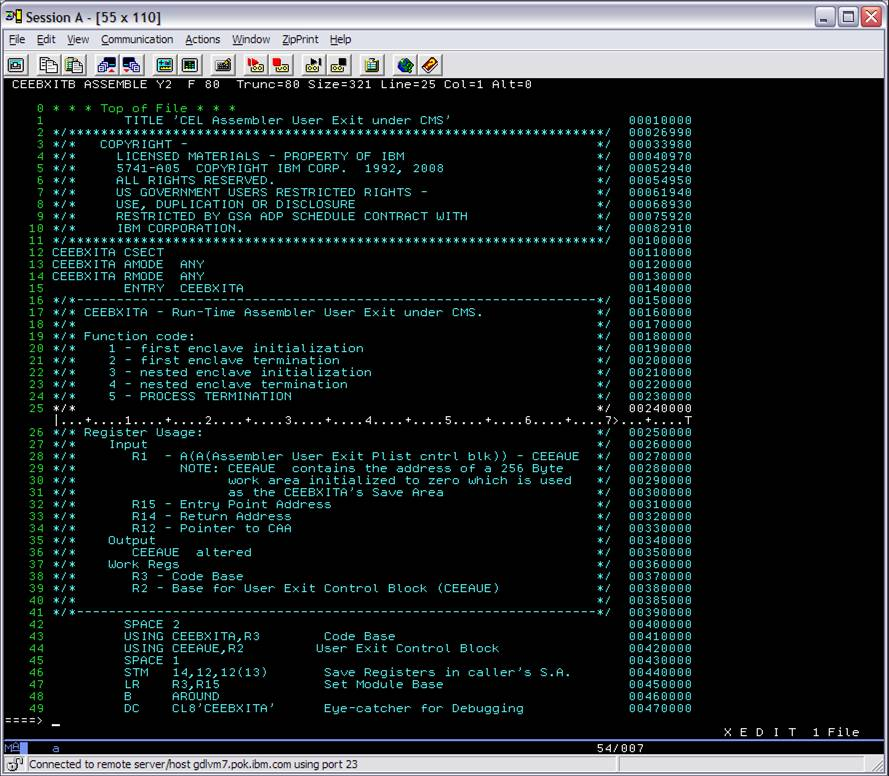 Session A - [55 x 110]
File Edit View Communication Actions Window ZipPrint Help
CEEBXITB ASSEMBLE Y2  F 80  Trunc=80 Size=321 Line=25 Col=1 Alt=0
0 * * * Top of File * * *
1          TITLE 'CEL Assembler User Exit under CMS'                      00010000
2 */******************************************************************/  00026990
3 */*   COPYRIGHT -                                                   */  00033980
4 */*     LICENSED MATERIALS - PROPERTY OF IBM                        */  00040970
5 */*     5741-A05  COPYRIGHT IBM CORP.  1992, 2008                   */  00052940
6 */*     ALL RIGHTS RESERVED.                                        */  00054950
7 */*     US GOVERNMENT USERS RESTRICTED RIGHTS -                     */  00061940
8 */*     USE, DUPLICATION OR DISCLOSURE                              */  00068930
9 */*     RESTRICTED BY GSA ADP SCHEDULE CONTRACT WITH                */  00075920
10 */*     IBM CORPORATION.                                            */  00082910
11 */******************************************************************/  00100000
12 CEEBXITA CSECT                                                          00110000
13 CEEBXITA AMODE  ANY                                                     00120000
14 CEEBXITA RMODE  ANY                                                     00130000
15          ENTRY  CEEBXITA                                                00140000
16 */*-----------------------------------------------------------------*/  00150000
17 */* CEEBXITA - Run-Time Assembler User Exit under CMS.              */  00160000
18 */*                                                                 */  00170000
19 */* Function code:                                                  */  00180000
20 */*    1 - first enclave initialization                             */  00190000
21 */*    2 - first enclave termination                                */  00200000
22 */*    3 - nested enclave initialization                            */  00210000
23 */*    4 - nested enclave termination                               */  00220000
24 */*    5 - PROCESS TERMINATION                                      */  00230000
25 */*                                                                 */  00240000
|...+....1....+....2....+....3....+....4....+....5....+....6....+....7>...+....T
26 */* Register Usage:                                                 */  00250000
27 */*    Input                                                        */  00260000
28 */*       R1  - A(A(Assembler User Exit Plist cntrl blk)) - CEEAUE  */  00270000
29 */*             NOTE: CEEAUE  contains the address of a 256 Byte    */  00280000
30 */*                   work area initialized to zero which is used   */  00290000
31 */*                   as the CEEBXITA's Save Area                   */  00300000
32 */*       R15 - Entry Point Address                                 */  00310000
33 */*       R14 - Return Address                                      */  00320000
34 */*       R12 - Pointer to CAA                                      */  00330000
35 */*    Output                                                       */  00340000
36 */*       CEEAUE  altered                                           */  00350000
37 */*    Work Regs                                                    */  00360000
38 */*       R3 - Code Base                                            */  00370000
39 */*       R2 - Base for User Exit Control Block (CEEAUE)            */  00380000
40 */*                                                                 */  00385000
41 */*-----------------------------------------------------------------*/  00390000
42          SPACE 2                                                        00400000
43          USING CEEBXITA,R3        Code Base                             00410000
44          USING CEEAUE,R2         User Exit Control Block                00420000
45          SPACE 1                                                        00430000
46          STM   14,12,12(13)       Save Registers in caller's S.A.       00440000
47          LR    R3,R15             Set Module Base                       00450000
48          B     AROUND                                                   00460000
49          DC    CL8'CEEBXITA'      Eye-catcher for Debugging             00470000
====> _
X E D I T  1 File
MA a 54/007
Connected to remote server/host gdlvm7.pok.ibm.com using port 23